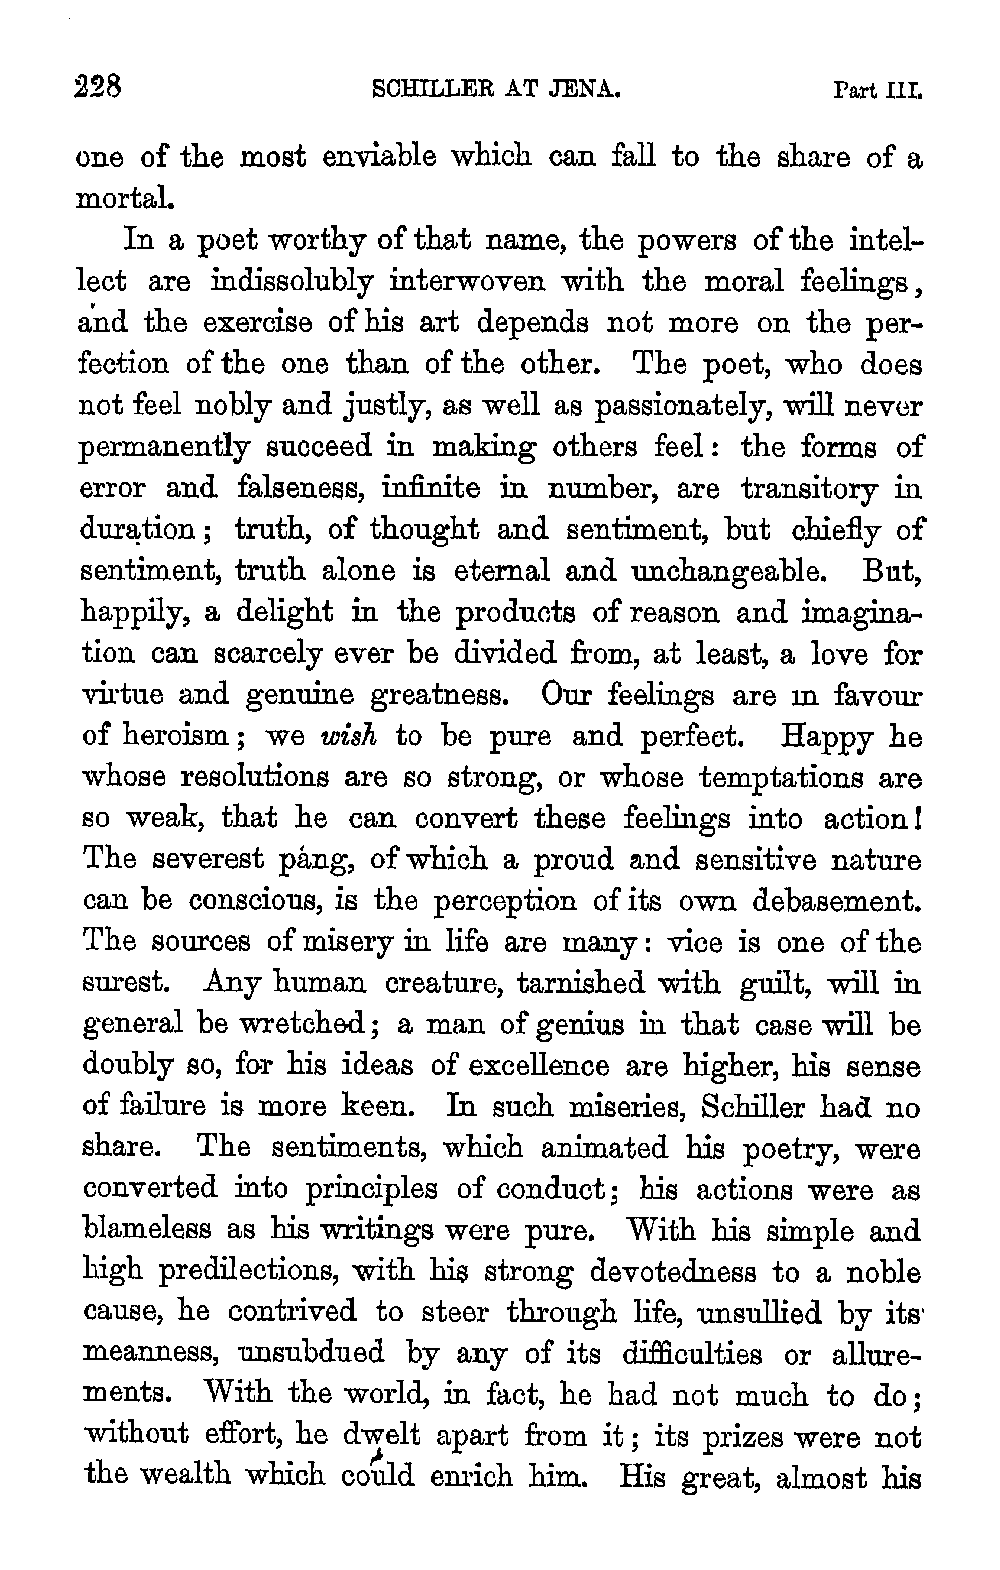 228 SCHILLER AT JENA. Part III.
one of the most enviable which can fall to the share of a
mortal.
In a poet worthy of that name, the powers of the intel-
lect are indissolubly interwoven with the moral feelings,
and the exercise of his art depends not more on the per-
fection of the one than of the other. The poet, who does
not feel nobly and justly, as well as passionately, will never
permanently succeed in making others feel: the forms of
error and falseness, infinite in number, are transitory in
duration; truth, of thought and sentiment, but chiefly of
sentiment, truth alone is eternal and unchangeable. But,
happily, a delight in the products of reason and imagina-
tion can scarcely ever be divided from, at least, a love for
virtue and genuine greatness. Our feelings are in favour
of heroism; we wish to be pure and perfect. Happy he
whose resolutions are so strong, or whose temptations are
so weak, that he can convert these feelings into action!
The severest pang, of which a proud and sensitive nature
can be conscious, is the perception of its own debasement.
The sources of misery in life are many: vice is one of the
surest. Any human creature, tarnished with guilt, will in
general be wretched; a man of genius in that case will be
doubly so, for his ideas of excellence are higher, his sense
of failure is more keen. In such miseries, Schiller had no
share. The sentiments, which animated his poetry, were
converted into principles of conduct; his actions were as
blameless as his writings were pure. With his simple and
high predilections, with his strong devotedness to a noble
cause, he contrived to steer through life, unsullied by its
meanness, unsubdued by any of its difficulties or allure-
ments. With the world, in fact, he had not much to do;
without effort, he dwelt apart from it; its prizes were not
the wealth which could enrich him. His great, almost his